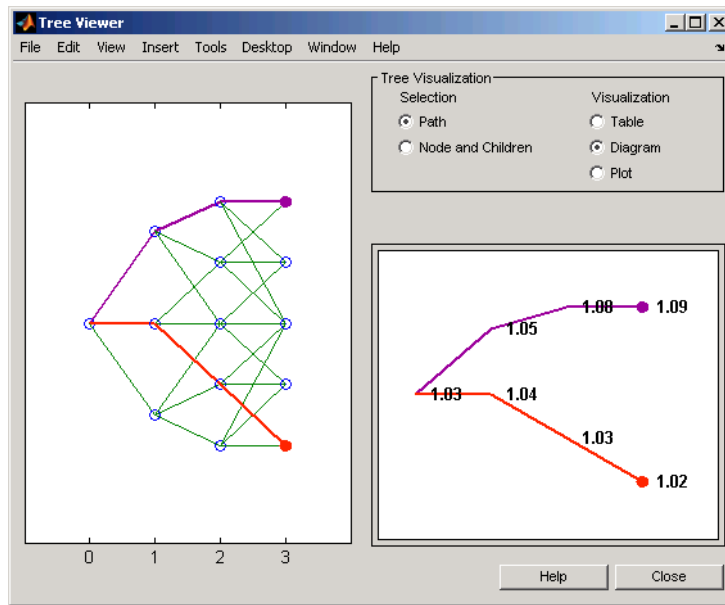 Tree Viewer
File Edit View Insert Tools Desktop Window Help
Tree Visualization
Selection Visualization
Path Table
Node and Children Diagram
Plot
1.08 1.09
1.05
1.03 1.04
1.03
1.02
0 1 2 3
Help Close